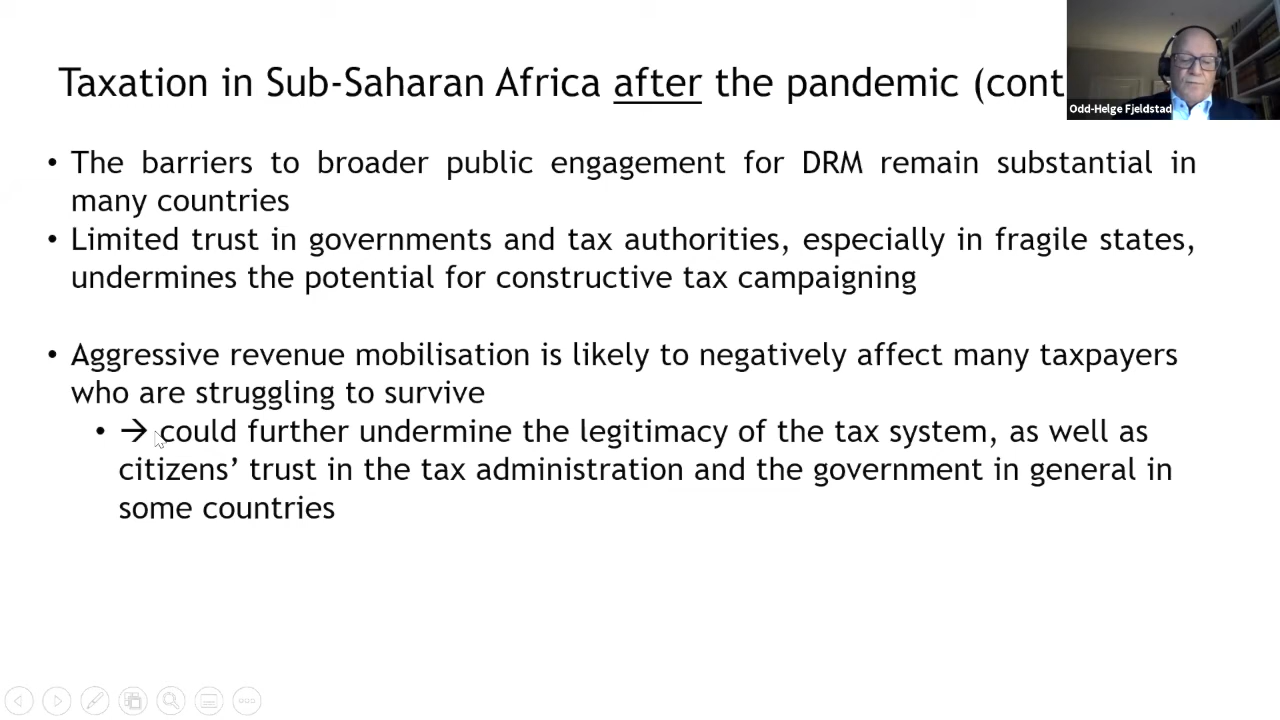 Taxation in Sub-Saharan Africa after the pandemic (cont
Odd-Helge Fjeldstad
• The barriers to broader public engagement for DRM remain substantial in
many countries
• Limited trust in governments and tax authorities, especially in fragile states,
undermines the potential for constructive tax campaigning
• Aggressive revenue mobilisation is likely to negatively affect many taxpayers
who are struggling to survive
• → could further undermine the legitimacy of the tax system, as well as
citizens’ trust in the tax administration and the government in general in
some countries